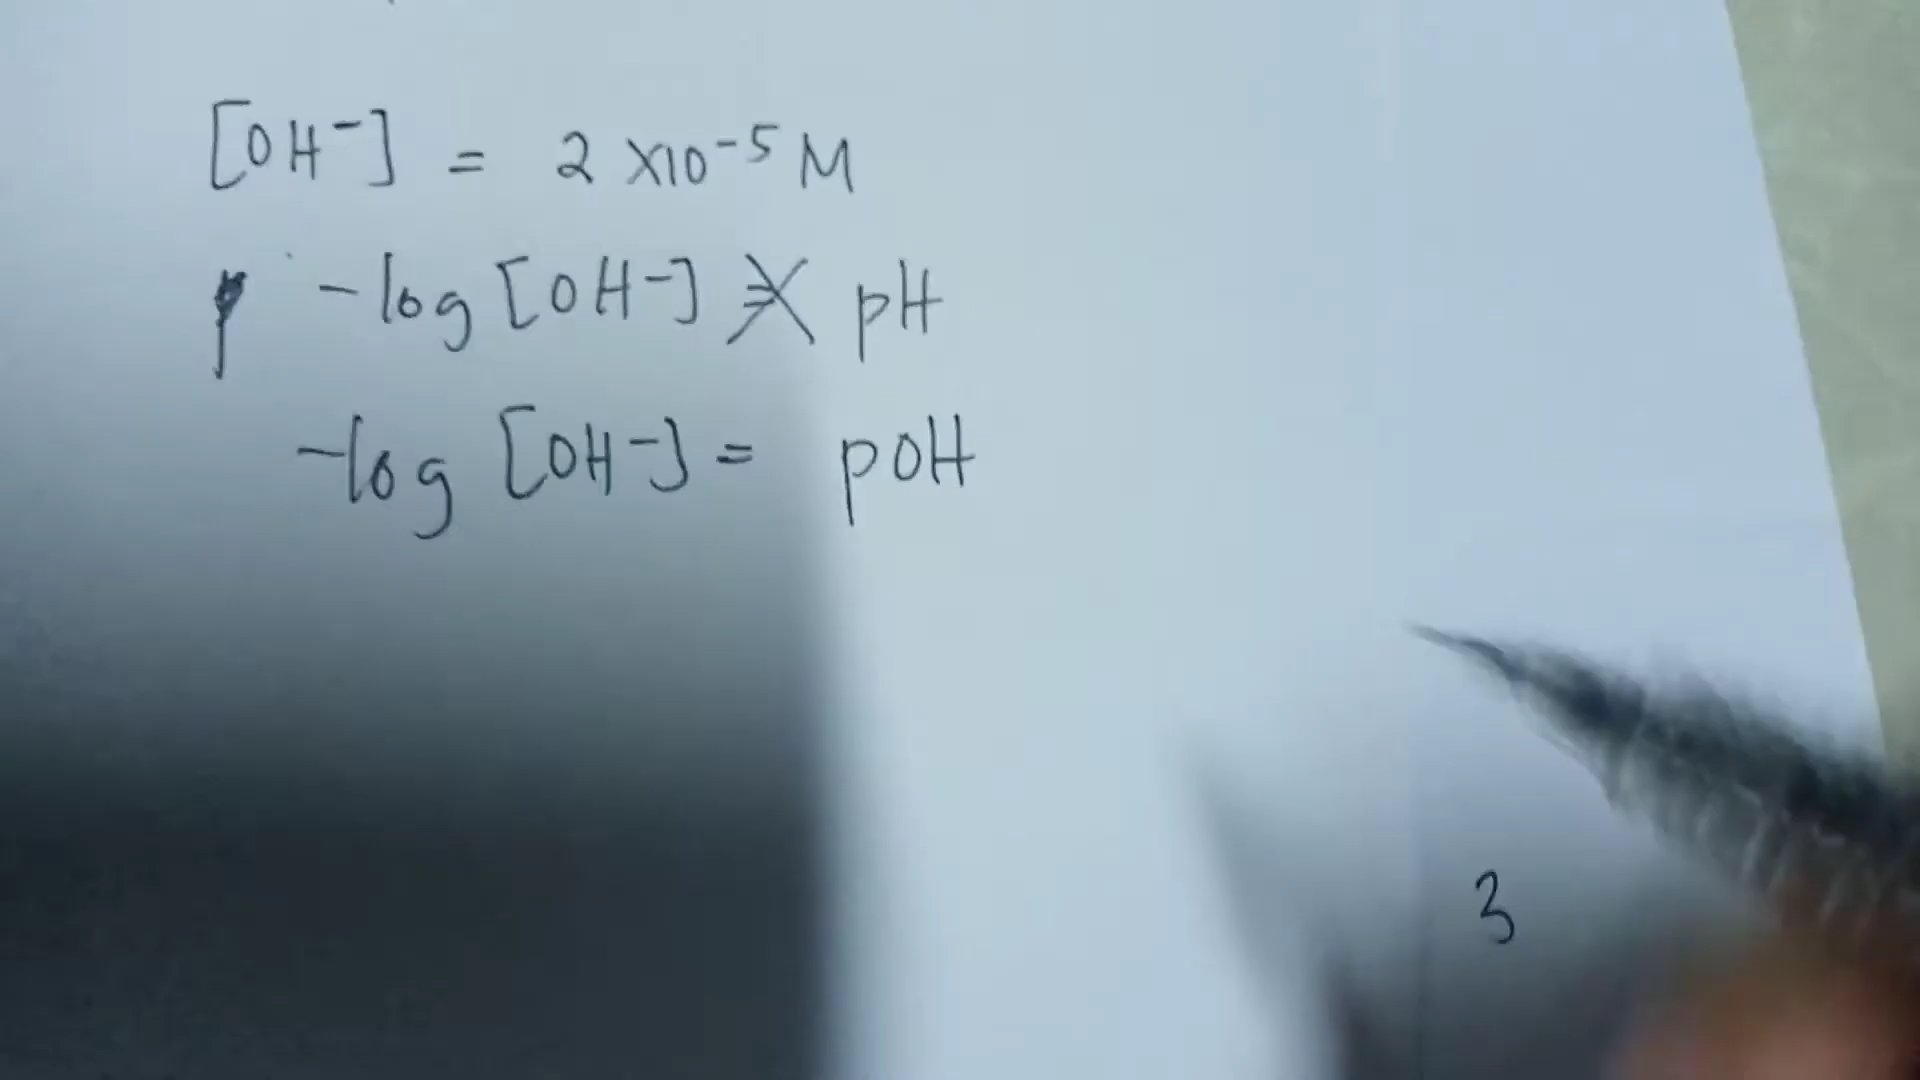 [OH⁻] = 2 x10⁻⁵ M
-log [OH⁻] ≠ pH
-log [OH⁻] = pOH
3